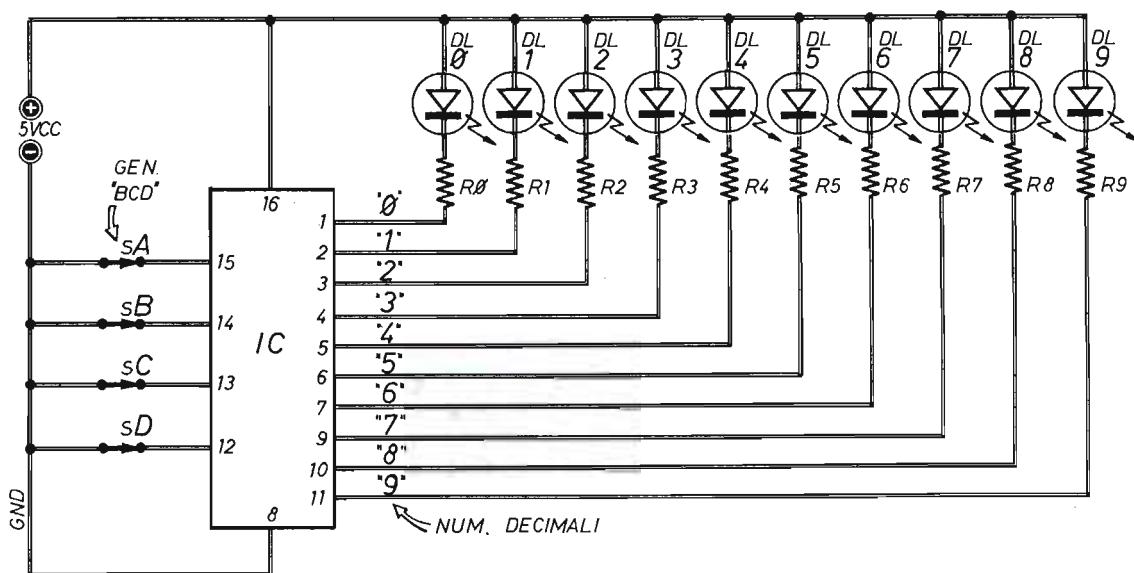 DL DL DL DL DL DL DL DL DL DL
0 1 2 3 4 5 6 7 8 9
+
5VCC
-
GEN.
"BCD"
R0 R1 R2 R3 R4 R5 R6 R7 R8 R9
16
1 "0"
sA 15 2 "1"
3 "2"
sB 14 4 "3"
IC
5 "4"
sC 13 6 "5"
7 "6"
sD 12 9 "7"
10 "8"
11 "9"
GND
8
NUM. DECIMALI